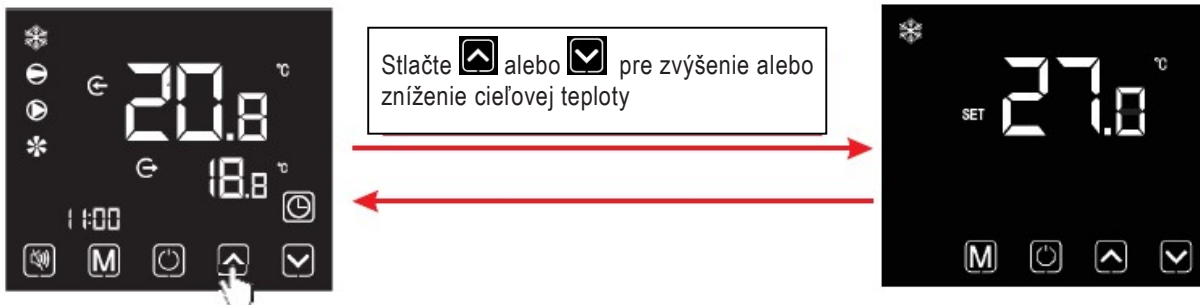 20.8 °C
18.8 °C
11:00
M
Stlačte alebo pre zvýšenie alebo
zníženie cieľovej teploty
SET 27.0 °C
M